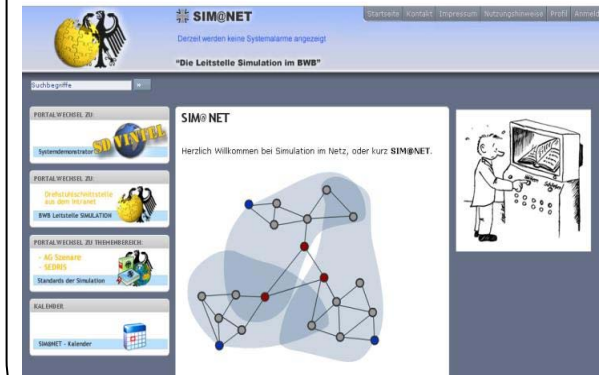 SIM@NET
Startseite Kontakt Impressum Nutzungshinweise Profil Anmeld
Derzeit werden keine Systemalarme angezeigt
"Die Leitstelle Simulation im BWB"
Suchbegriffe
PORTALWECHSEL ZU:
SD VINTEL
Systemdemonstrator
PORTALWECHSEL ZU:
Drehstuhlschnittstelle
aus dem Intranet
BWB Leitstelle SIMULATION
PORTALWECHSEL ZU THEMENBEREICH:
- AG Szenare
- SEDRIS
Standards der Simulation
KALENDER
SIM@NET - Kalender
SIM@NET
Herzlich Willkommen bei Simulation im Netz, oder kurz SIM@NET.